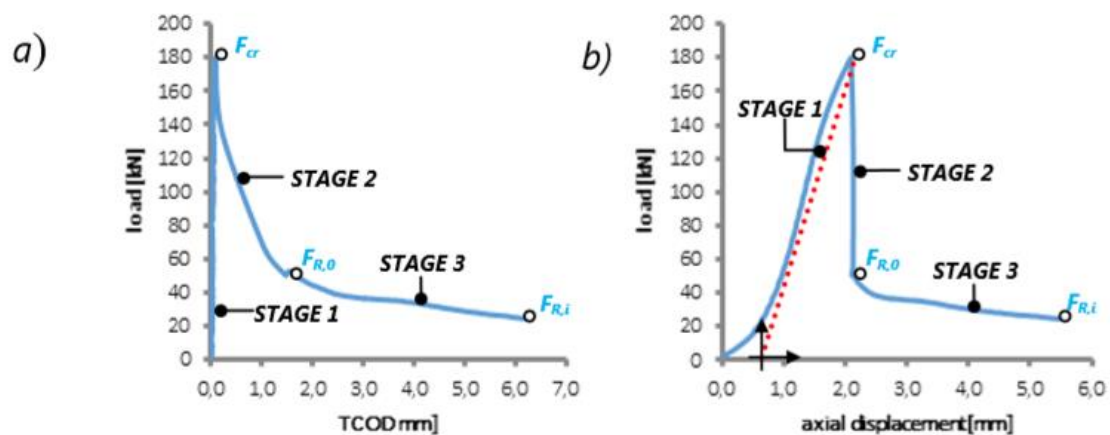 a)
load [kN]
200
180
160
140
120
100
80
60
40
20
0
F_cr
STAGE 2
F_R,0
STAGE 3
STAGE 1
F_R,i
0,0 1,0 2,0 3,0 4,0 5,0 6,0 7,0
TCOD mm]
b)
load [kN]
200
180
160
140
120
100
80
60
40
20
0
F_cr
STAGE 1
STAGE 2
F_R,0
STAGE 3
F_R,i
0,0 1,0 2,0 3,0 4,0 5,0 6,0
axial displacement [mm]